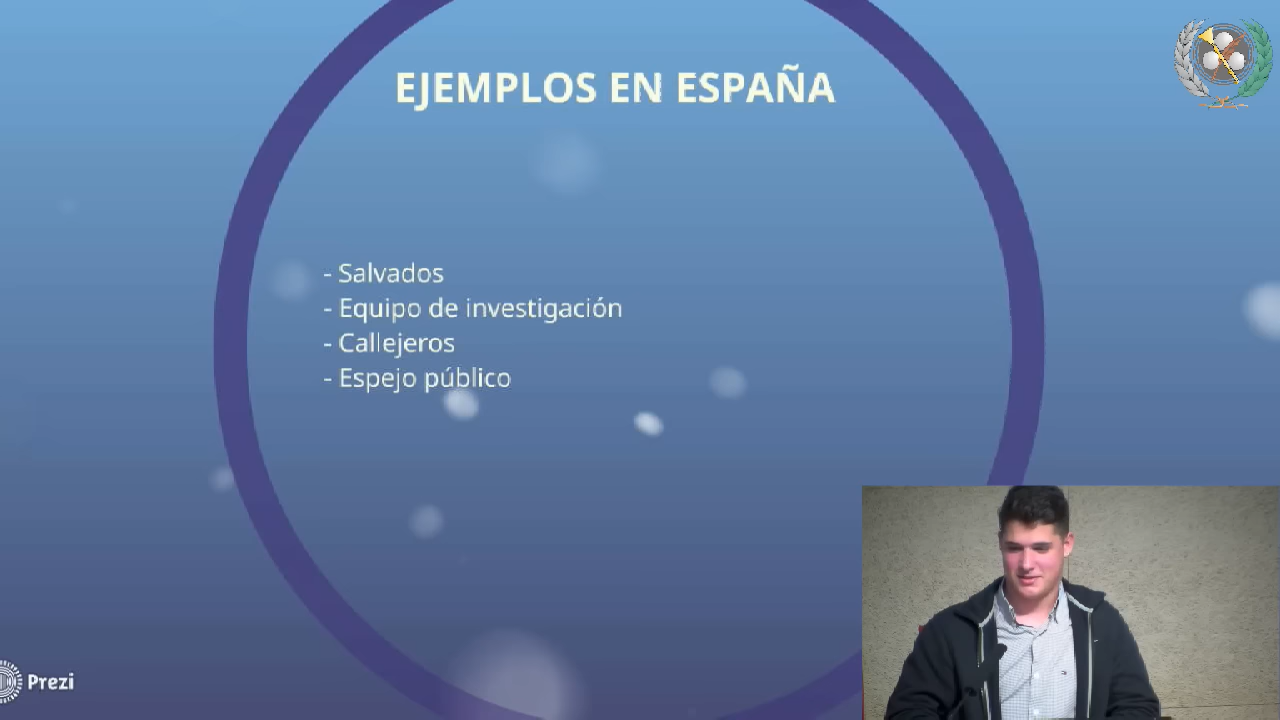 EJEMPLOS EN ESPAÑA
- Salvados
- Equipo de investigación
- Callejeros
- Espejo público
Prezi